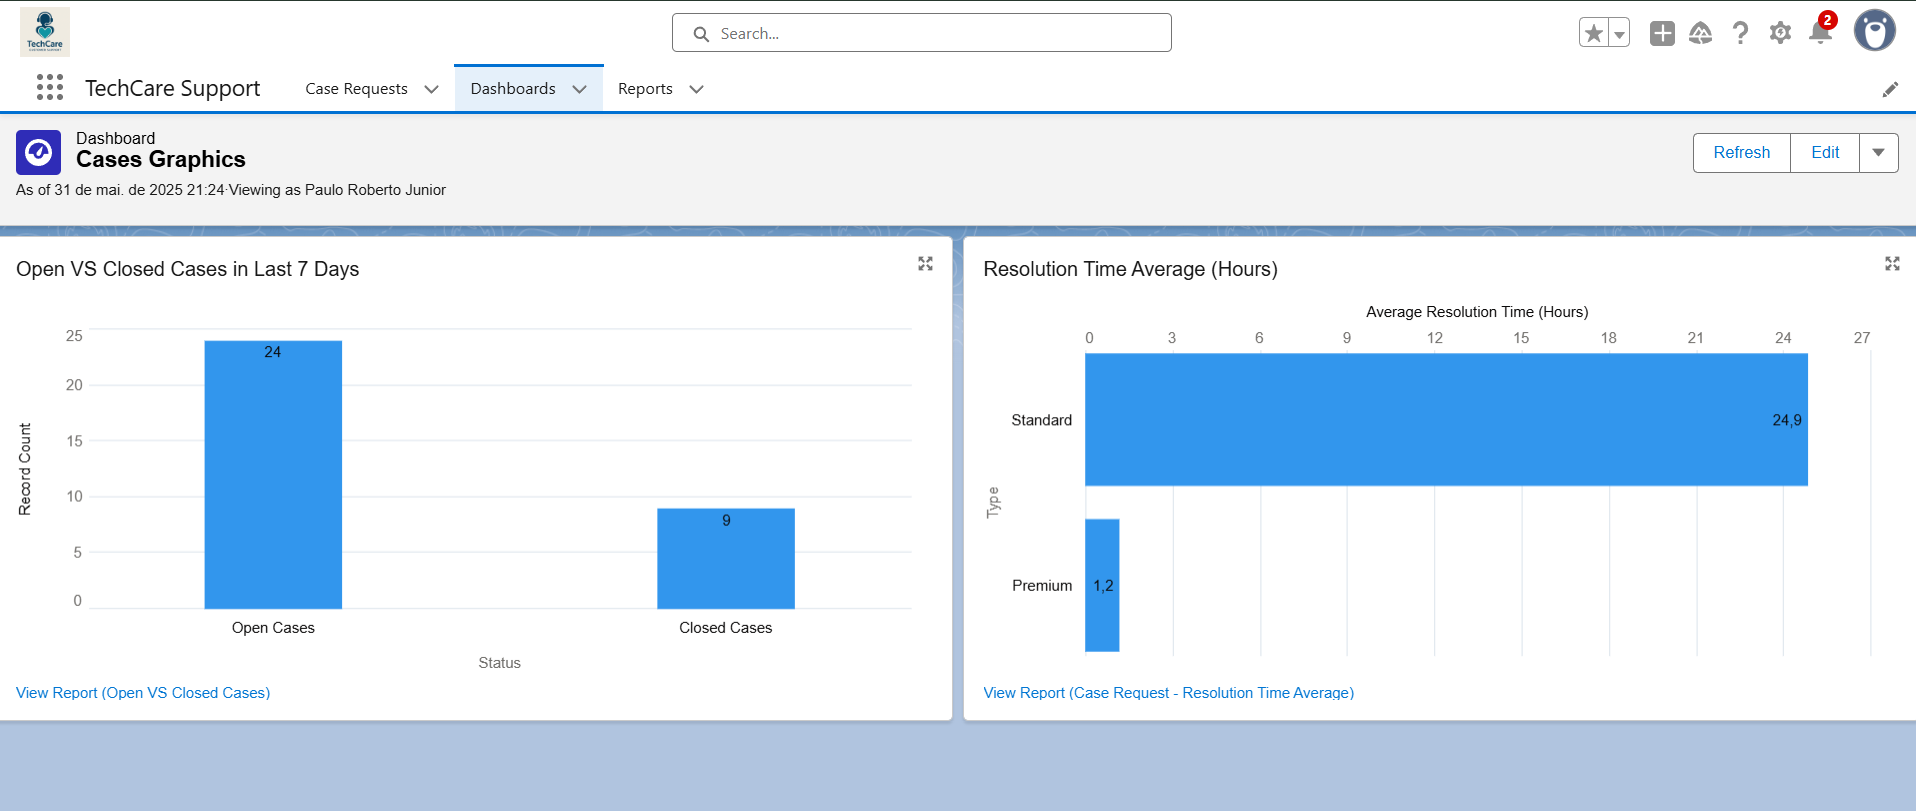 TechCare
CUSTOMER SUPPORT
Search...
2
TechCare Support
Case Requests
Dashboards
Reports
Dashboard
Cases Graphics
As of 31 de mai. de 2025 21:24·Viewing as Paulo Roberto Junior
Refresh
Edit
Open VS Closed Cases in Last 7 Days
25
20
15
10
5
0
Record Count
24
9
Open Cases
Closed Cases
Status
View Report (Open VS Closed Cases)
Resolution Time Average (Hours)
Average Resolution Time (Hours)
0 3 6 9 12 15 18 21 24 27
Type
Standard
24,9
Premium
1,2
View Report (Case Request - Resolution Time Average)